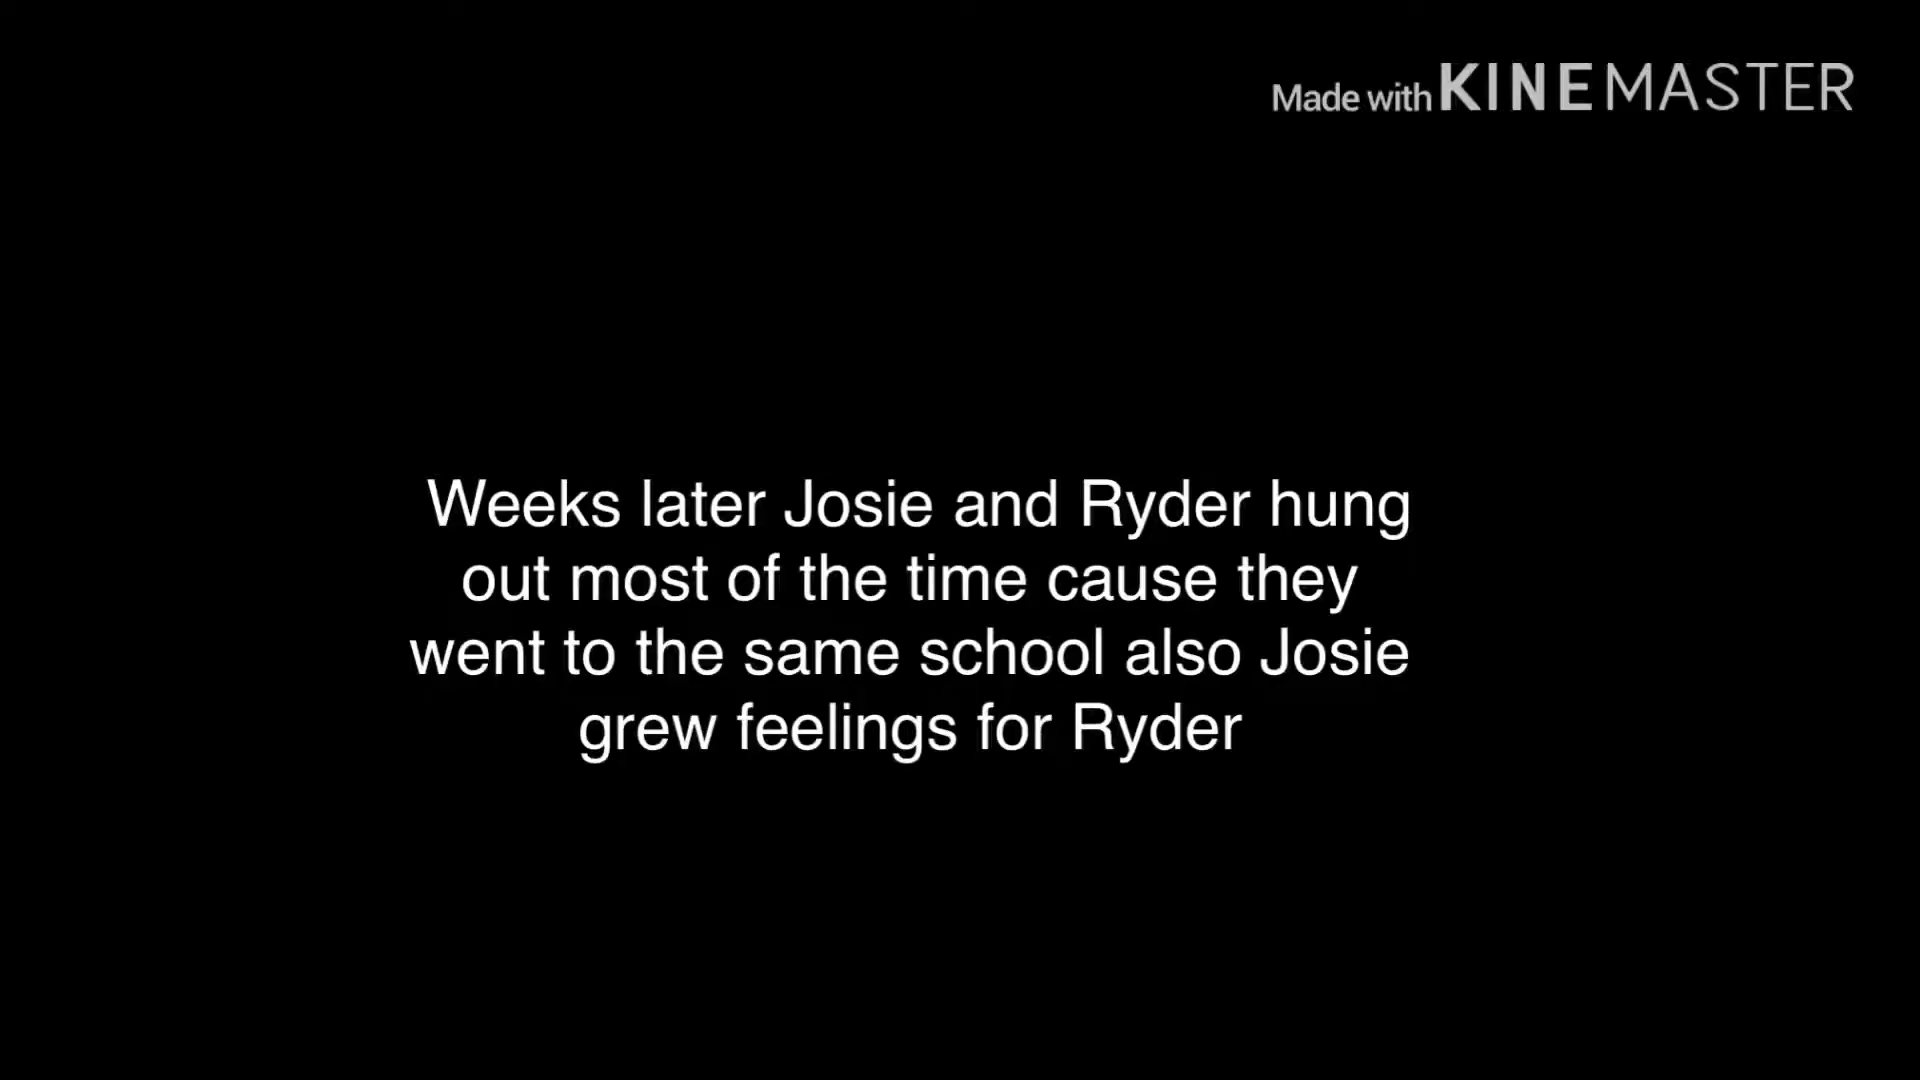 Made with KINEMASTER
Weeks later Josie and Ryder hung
out most of the time cause they
went to the same school also Josie
grew feelings for Ryder